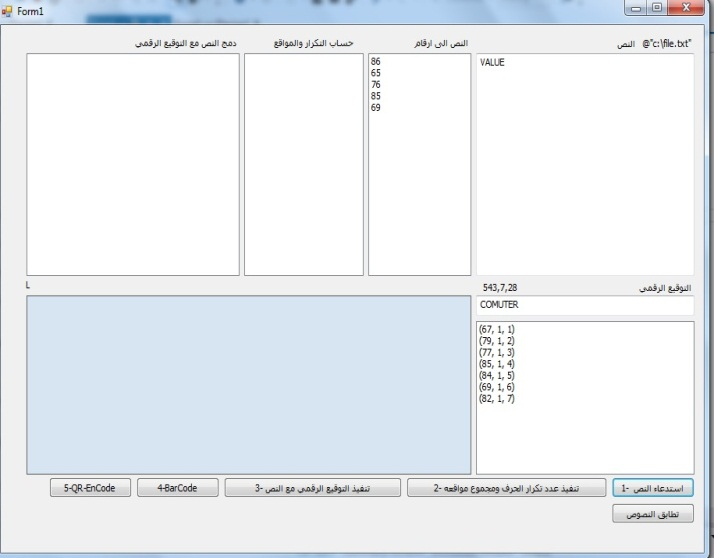 Form1
النص @"c:\file.txt"
النص الى ارقام
حساب التكرار والمواقع
دمج النص مع التوقيع الرقمي
VALUE
86
65
76
85
69
التوقيع الرقمي 543,7,28
L
COMUTER
(67, 1, 1)
(79, 1, 2)
(77, 1, 3)
(85, 1, 4)
(84, 1, 5)
(69, 1, 6)
(82, 1, 7)
استدعاء النص -1
تنفيذ عدد تكرار الحرف ومجموع مواقعه -2
تنفيذ التوقيع الرقمي مع النص -3
4-BarCode
5-QR-EnCode
تطابق النصوص